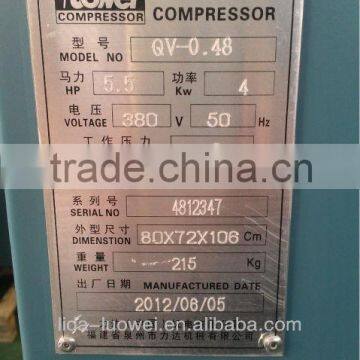 luowei COMPRESSOR
COMPRESSOR
型号 MODEL NO QV-0.48
马力 HP 5.5 功率 Kw 4
电压 VOLTAGE 380 V 50 Hz
工作压力
trade.china.cn
系列号 SERIAL NO 4812347
外型尺寸 DIMENSTION 80X72X106 Cm
重量 WEIGHT 215 Kg
出厂日期 MANUFACTURED DATE
2012/06/05
福建省泉州市力达机械有限公司
liqa-luowei.en.alibaba.com